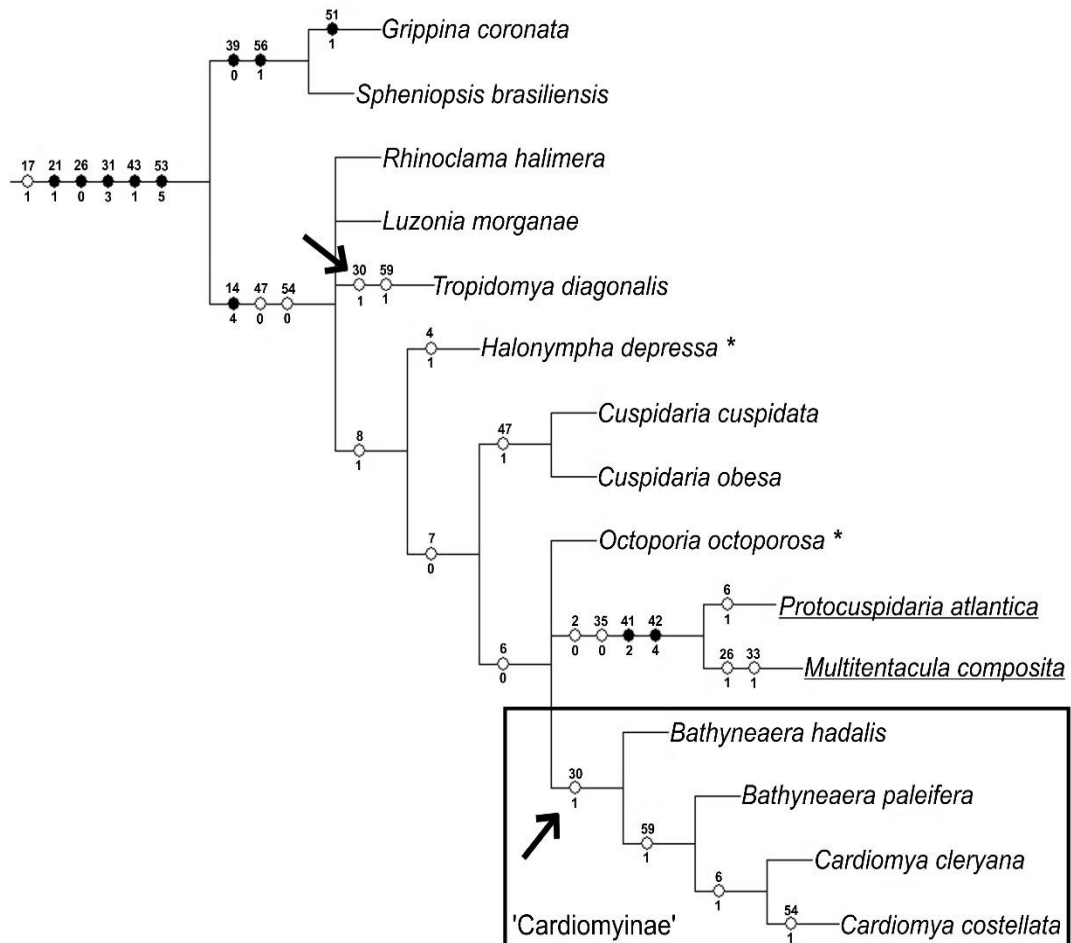 51
1
Grippina coronata
39 56
0 1
Spheniopsis brasiliensis
Rhinoclama halimera
17 21 26 31 43 53
1 1 0 3 1 5
Luzonia morganae
30 59
1 1
Tropidomya diagonalis
14 47 54
4 0 0
4
1
Halonympha depressa *
Cuspidaria cuspidata
8
1
47
1
Cuspidaria obesa
Octoporia octoporosa *
7
0
6
1
Protocuspidaria atlantica
2 35 41 42
0 0 2 4
6
0
26 33
1 1
Multitentacula composita
Bathyneaera hadalis
30
1
Bathyneaera paleifera
59
1
Cardiomya cleryana
6
1
54
1
'Cardiomyinae'
Cardiomya costellata